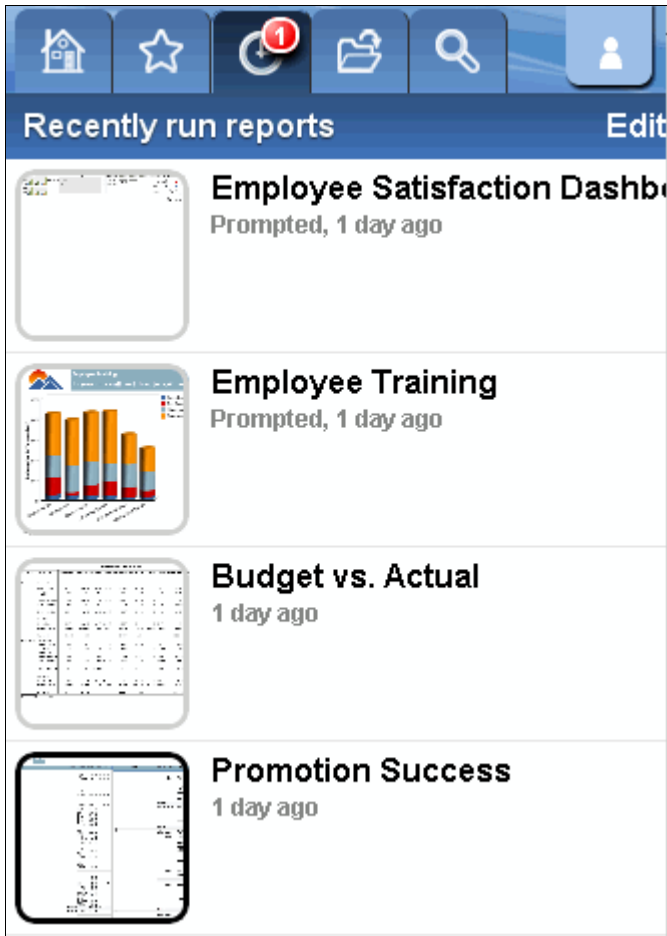 1
Recently run reports Edit
Employee Satisfaction Dashb
Prompted, 1 day ago
Employee Training
Prompted, 1 day ago
Budget vs. Actual
1 day ago
Promotion Success
1 day ago